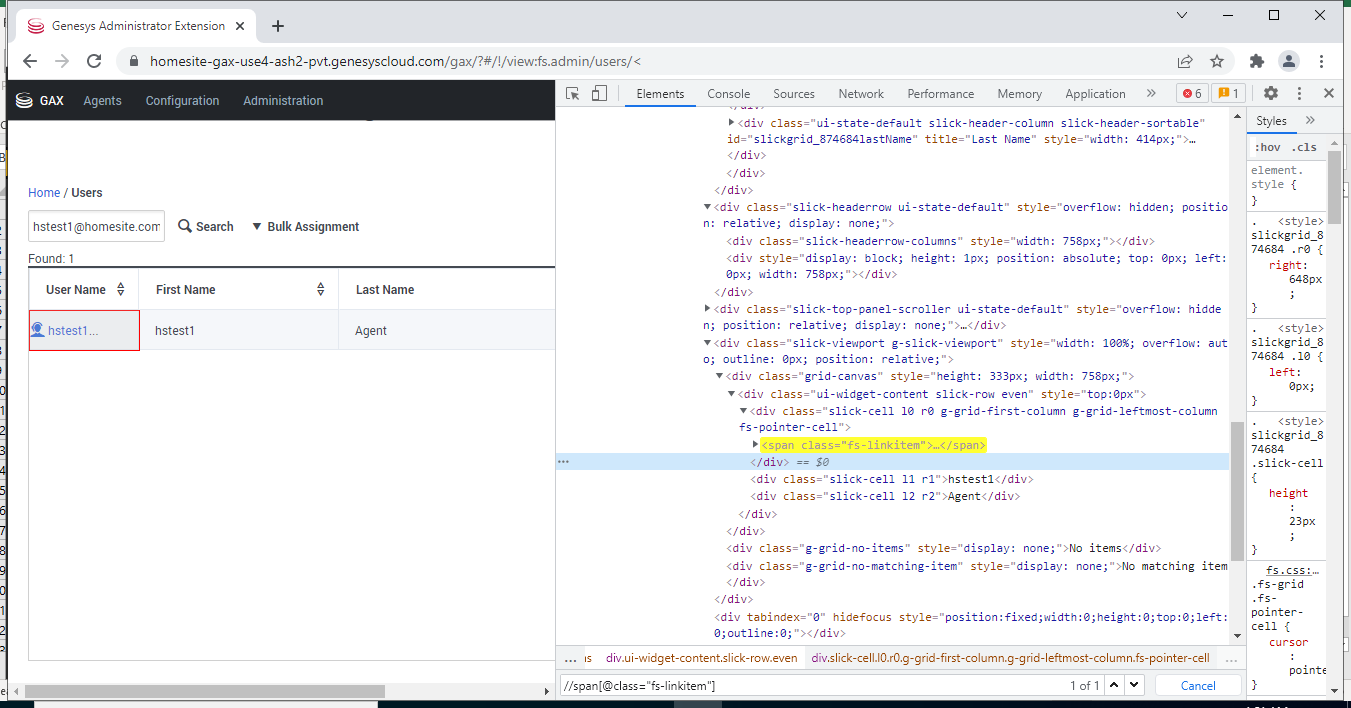 Genesys Administrator Extension
homesite-gax-use4-ash2-pvt.genesyscloud.com/gax/?#/!/view:fs.admin/users/<
GAX Agents Configuration Administration
Home / Users
hstest1@homesite.com Search Bulk Assignment
Found: 1
User Name First Name Last Name
hstest1... hstest1 Agent
Elements Console Sources Network Performance Memory Application » 6 1
<div class="ui-state-default slick-header-column slick-header-sortable"
id="slickgrid_874684lastName" title="Last Name" style="width: 414px;">…
</div>
</div>
</div>
<div class="slick-headerrow ui-state-default" style="overflow: hidden; positio
n: relative; display: none;">
<div class="slick-headerrow-columns" style="width: 758px;"></div>
<div style="display: block; height: 1px; position: absolute; top: 0px; left:
0px; width: 758px;"></div>
</div>
<div class="slick-top-panel-scroller ui-state-default" style="overflow: hidde
n; position: relative; display: none;">…</div>
<div class="slick-viewport g-slick-viewport" style="width: 100%; overflow: aut
o; outline: 0px; position: relative;">
<div class="grid-canvas" style="height: 333px; width: 758px;">
<div class="ui-widget-content slick-row even" style="top:0px">
<div class="slick-cell l0 r0 g-grid-first-column g-grid-leftmost-column
fs-pointer-cell">
<span class="fs-linkitem">…</span>
… </div> == $0
<div class="slick-cell l1 r1">hstest1</div>
<div class="slick-cell l2 r2">Agent</div>
</div>
</div>
<div class="g-grid-no-items" style="display: none;">No items</div>
<div class="g-grid-no-matching-item" style="display: none;">No matching item
</div>
</div>
<div tabindex="0" hidefocus style="position:fixed;width:0;height:0;top:0;left:
0;outline:0;"></div>
… ıs div.ui-widget-content.slick-row.even div.slick-cell.l0.r0.g-grid-first-column.g-grid-leftmost-column.fs-pointer-cell …
//span[@class="fs-linkitem"] 1 of 1 Cancel
Styles »
:hov .cls
element.
style {
}
. <style>
slickgrid_8
74684 .r0 {
right:
648px
;
}
. <style>
slickgrid_8
74684 .l0 {
left:
0px;
}
. <style>
slickgrid_8
74684
.slick-cell
{
height
:
23px
;
}
fs.css:…
.fs-grid
.fs-
pointer-
cell {
cursor
:
pointe
}